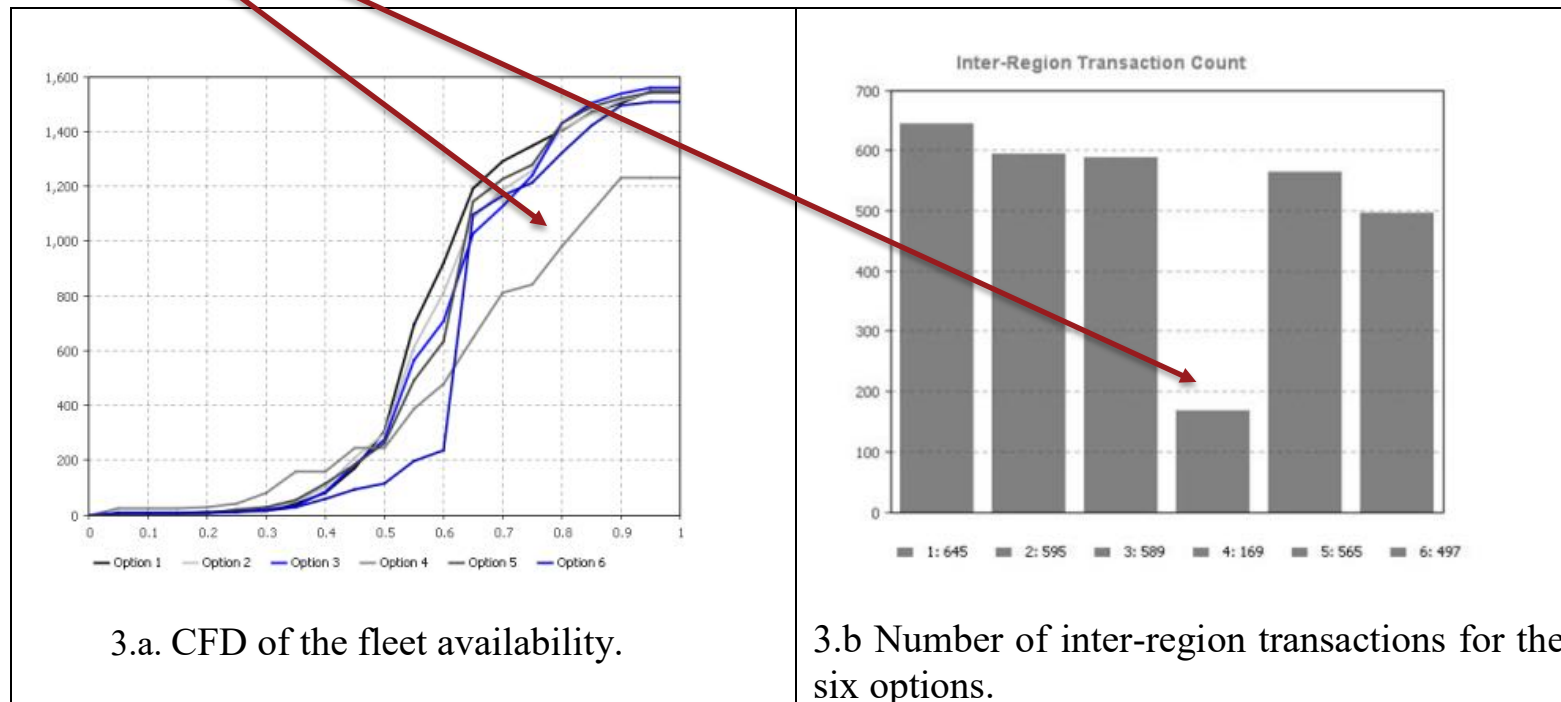 1,600
1,400
1,200
1,000
800
600
400
200
0
0 0.1 0.2 0.3 0.4 0.5 0.6 0.7 0.8 0.9 1
Option 1 Option 2 Option 3 Option 4 Option 5 Option 6
3.a. CFD of the fleet availability.
Inter-Region Transaction Count
700
600
500
400
300
200
100
0
1: 645 2: 595 3: 589 4: 169 5: 565 6: 497
3.b Number of inter-region transactions for the
six options.